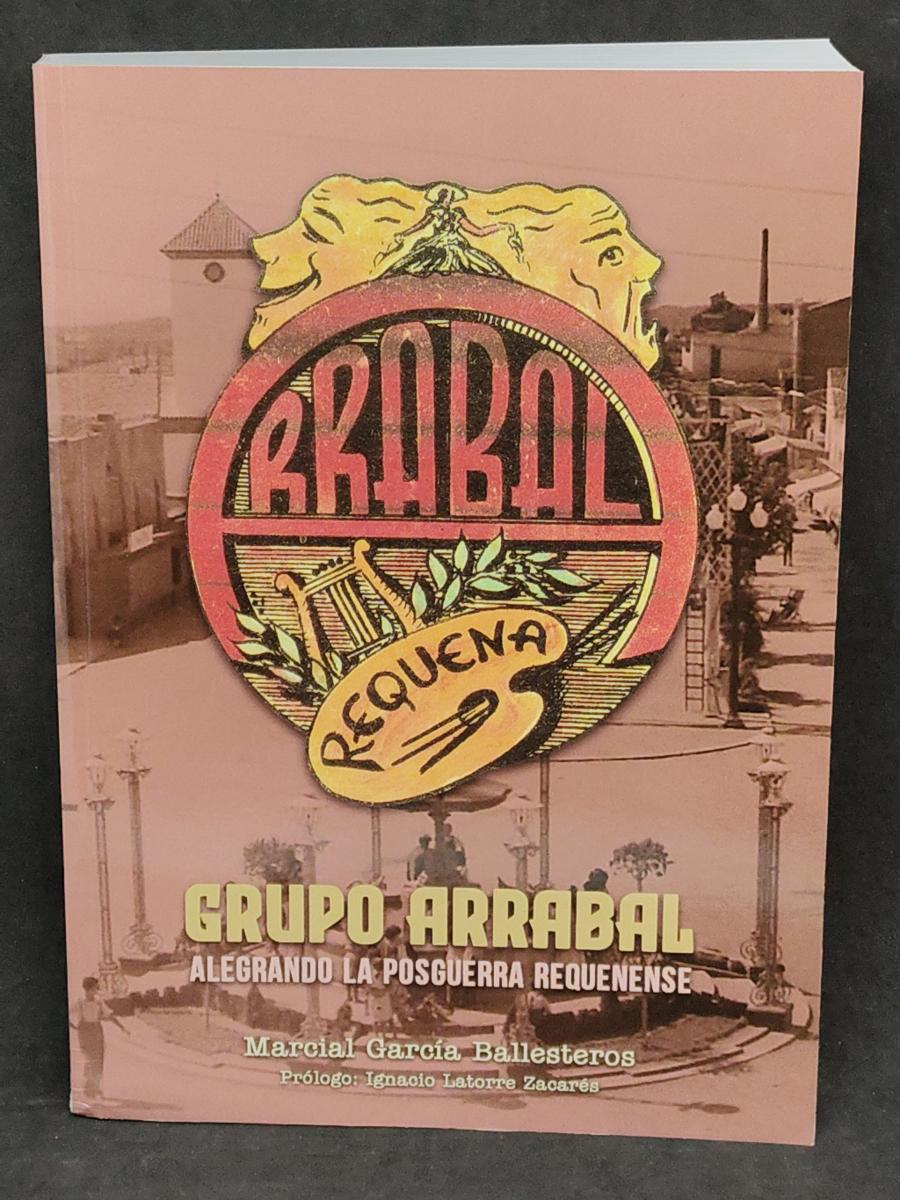 ARRABAL
REQUENA
GRUPO ARRABAL
ALEGRANDO LA POSGUERRA REQUENENSE
Marcial García Ballesteros
Prólogo: Ignacio Latorre Zacarés